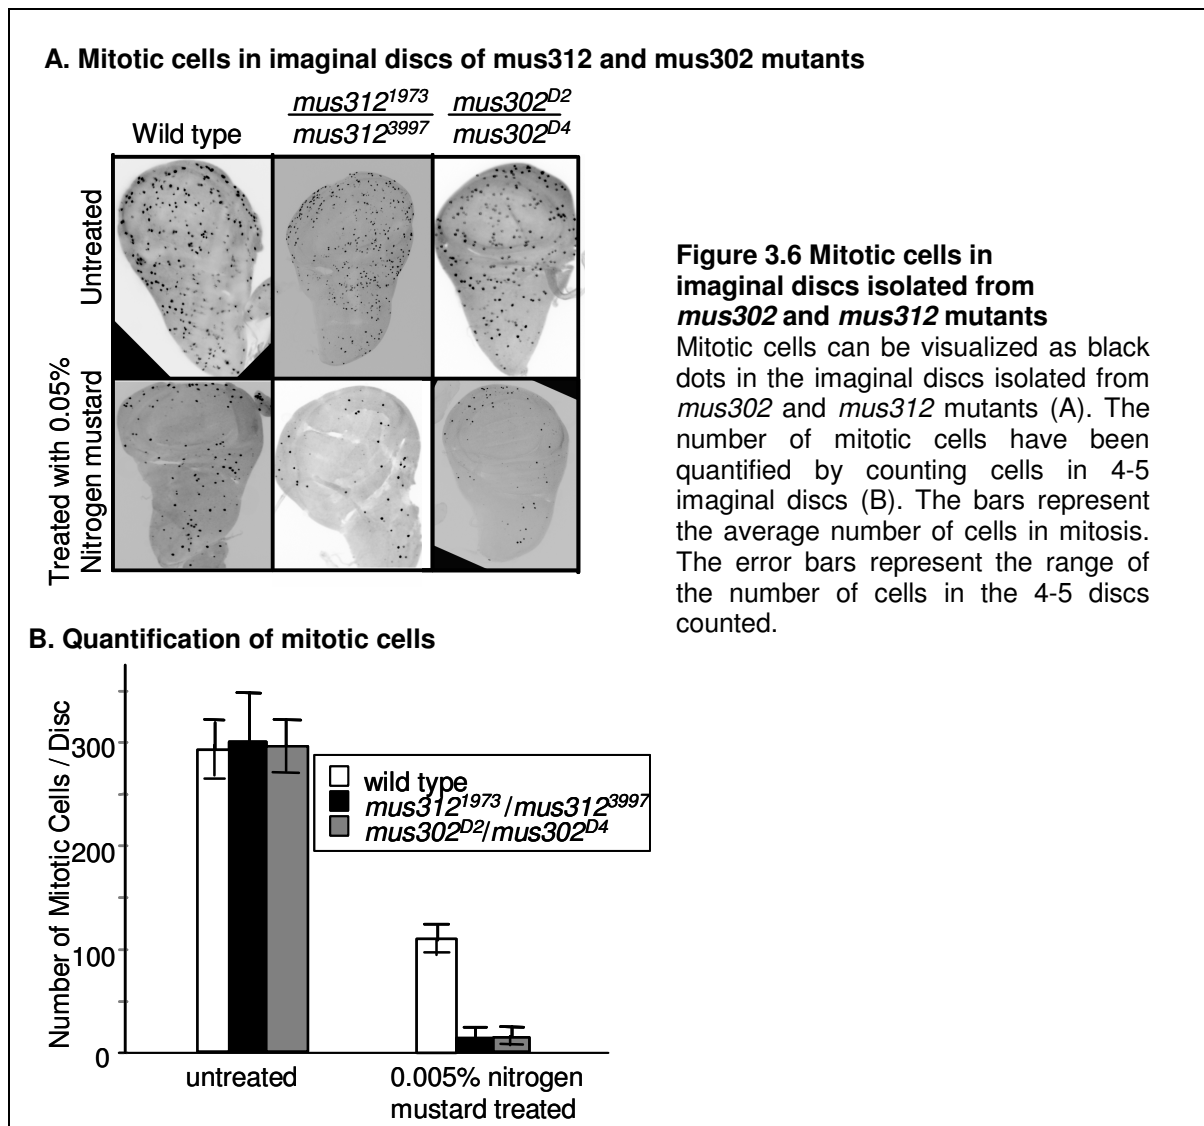 A. Mitotic cells in imaginal discs of mus312 and mus302 mutants
Wild type
mus312^1973
mus312^3997
mus302^D2
mus302^D4
Untreated
Treated with 0.05%
Nitrogen mustard
Figure 3.6 Mitotic cells in
imaginal discs isolated from
mus302 and mus312 mutants
Mitotic cells can be visualized as black
dots in the imaginal discs isolated from
mus302 and mus312 mutants (A). The
number of mitotic cells have been
quantified by counting cells in 4-5
imaginal discs (B). The bars represent
the average number of cells in mitosis.
The error bars represent the range of
the number of cells in the 4-5 discs
counted.
B. Quantification of mitotic cells
Number of Mitotic Cells / Disc
300
200
100
0
wild type
mus312^1973/mus312^3997
mus302^D2/mus302^D4
untreated
0.005% nitrogen
mustard treated